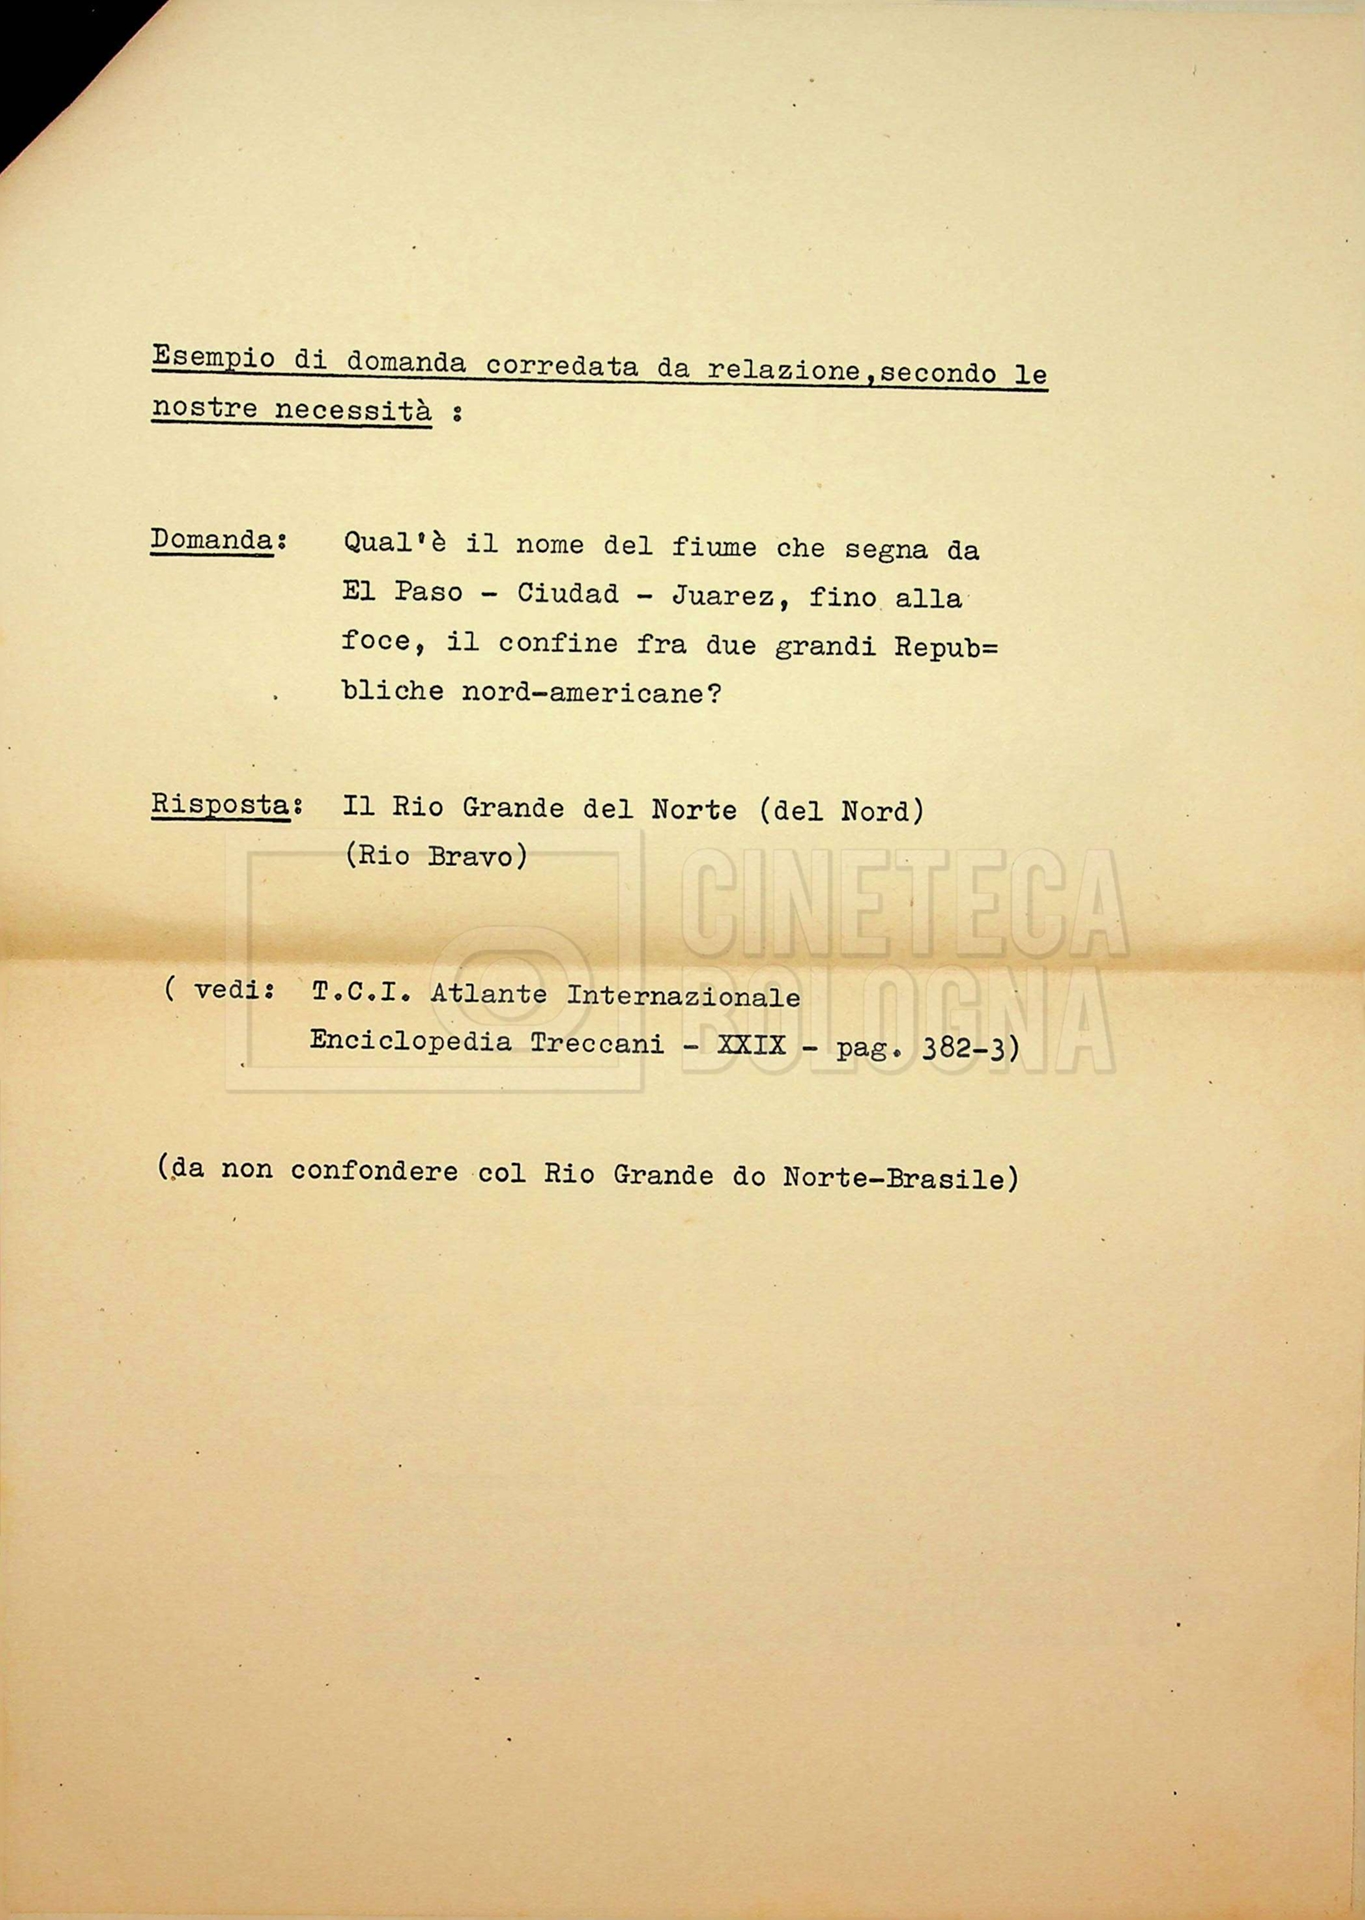 Esempio di domanda corredata da relazione,secondo le
nostre necessità :
Domanda: Qual'è il nome del fiume che segna da
El Paso – Ciudad – Juarez, fino alla
foce, il confine fra due grandi Repub=
bliche nord-americane?
Risposta: Il Rio Grande del Norte (del Nord)
(Rio Bravo)
CINETECA
BOLOGNA
( vedi: T.C.I. Atlante Internazionale
Enciclopedia Treccani – XXIX – pag. 382-3)
(da non confondere col Rio Grande do Norte-Brasile)